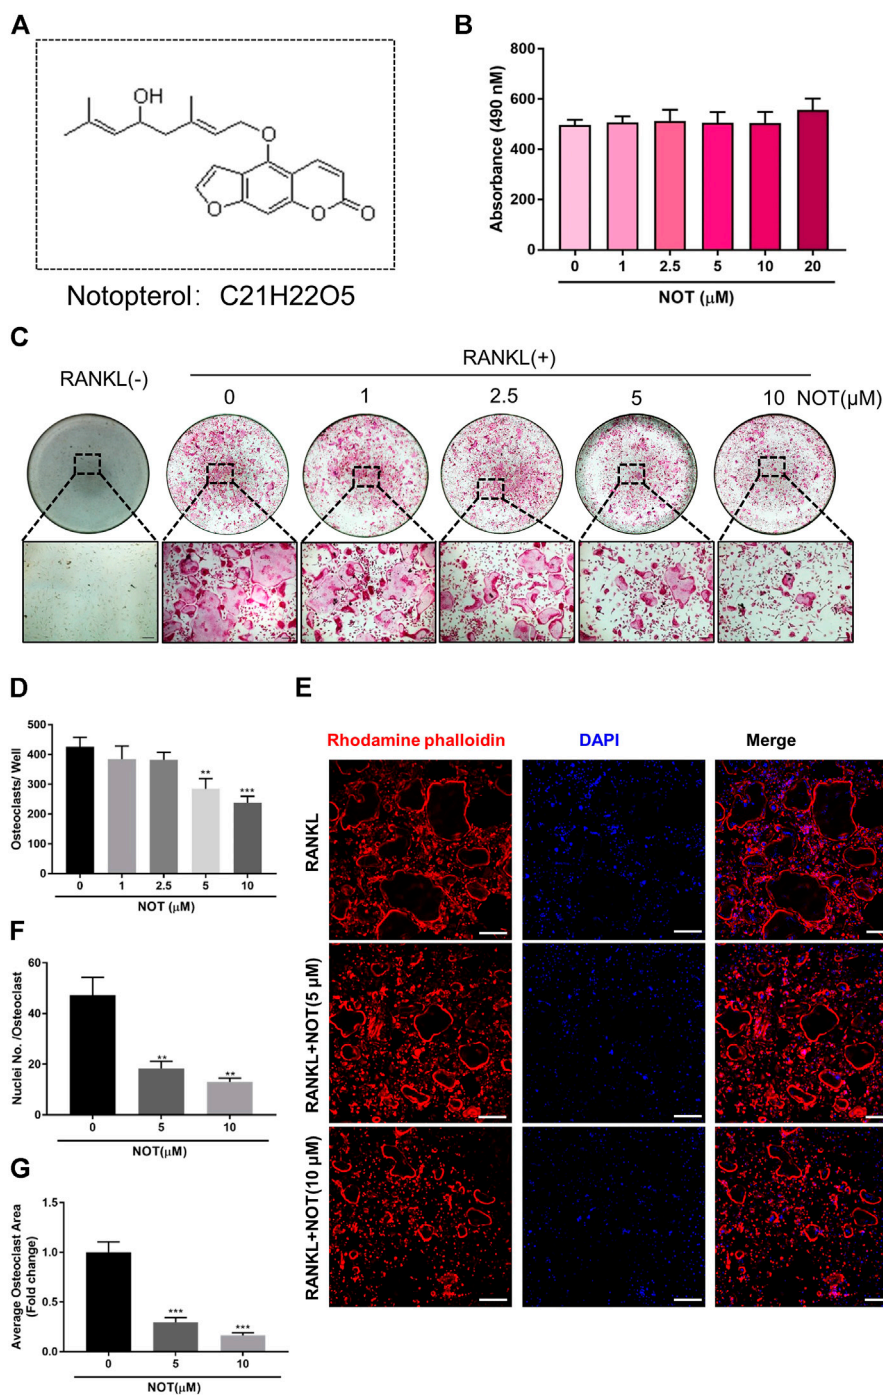 A
OH
O
O
O
O
Notopterol: C21H22O5
B
Absorbance (490 nM)
800
600
400
200
0
0 1 2.5 5 10 20
NOT (μM)
C
RANKL(-)
RANKL(+)
0 1 2.5 5 10 NOT(μM)
D
Osteoclasts/ Well
500
400
300
200
100
0
** ***
0 1 2.5 5 10
NOT (μM)
E
Rhodamine phalloidin DAPI Merge
RANKL
RANKL+NOT(5 μM)
RANKL+NOT(10 μM)
F
Nuclei No. /Osteoclast
60
40
20
0
** **
0 5 10
NOT(μM)
G
Average Osteoclast Area
(Fold change)
1.5
1.0
0.5
0.0
*** ***
0 5 10
NOT(μM)